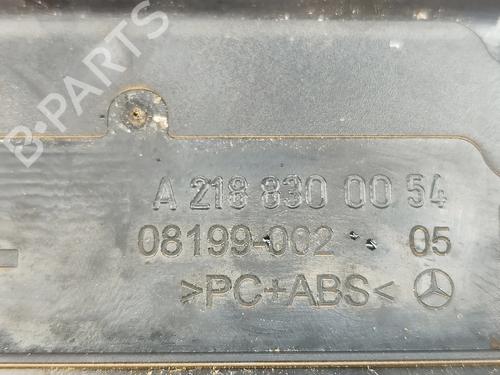 B-PARTS
A 218 830 00 54
08199-002 05
>PC+ABS<